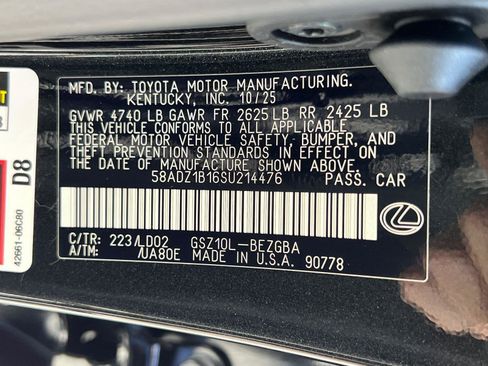 MFD. BY: TOYOTA MOTOR MANUFACTURING.
KENTUCKY, INC. 10/25
GVWR 4740 LB GAWR FR 2625 LB RR 2425 LB
THIS VEHICLE CONFORMS TO ALL APPLICABLE
FEDERAL MOTOR VEHICLE SAFETY, BUMPER, AND
THEFT PREVENTION STANDARDS IN EFFECT ON
THE DATE OF MANUFACTURE SHOWN ABOVE.
58ADZ1B16SU214476 PASS. CAR
C/TR: 223/LD02 GSZ10L-BEZGBA
A/TM: /UA80E MADE IN U.S.A. 90778
D8
42661-06C80